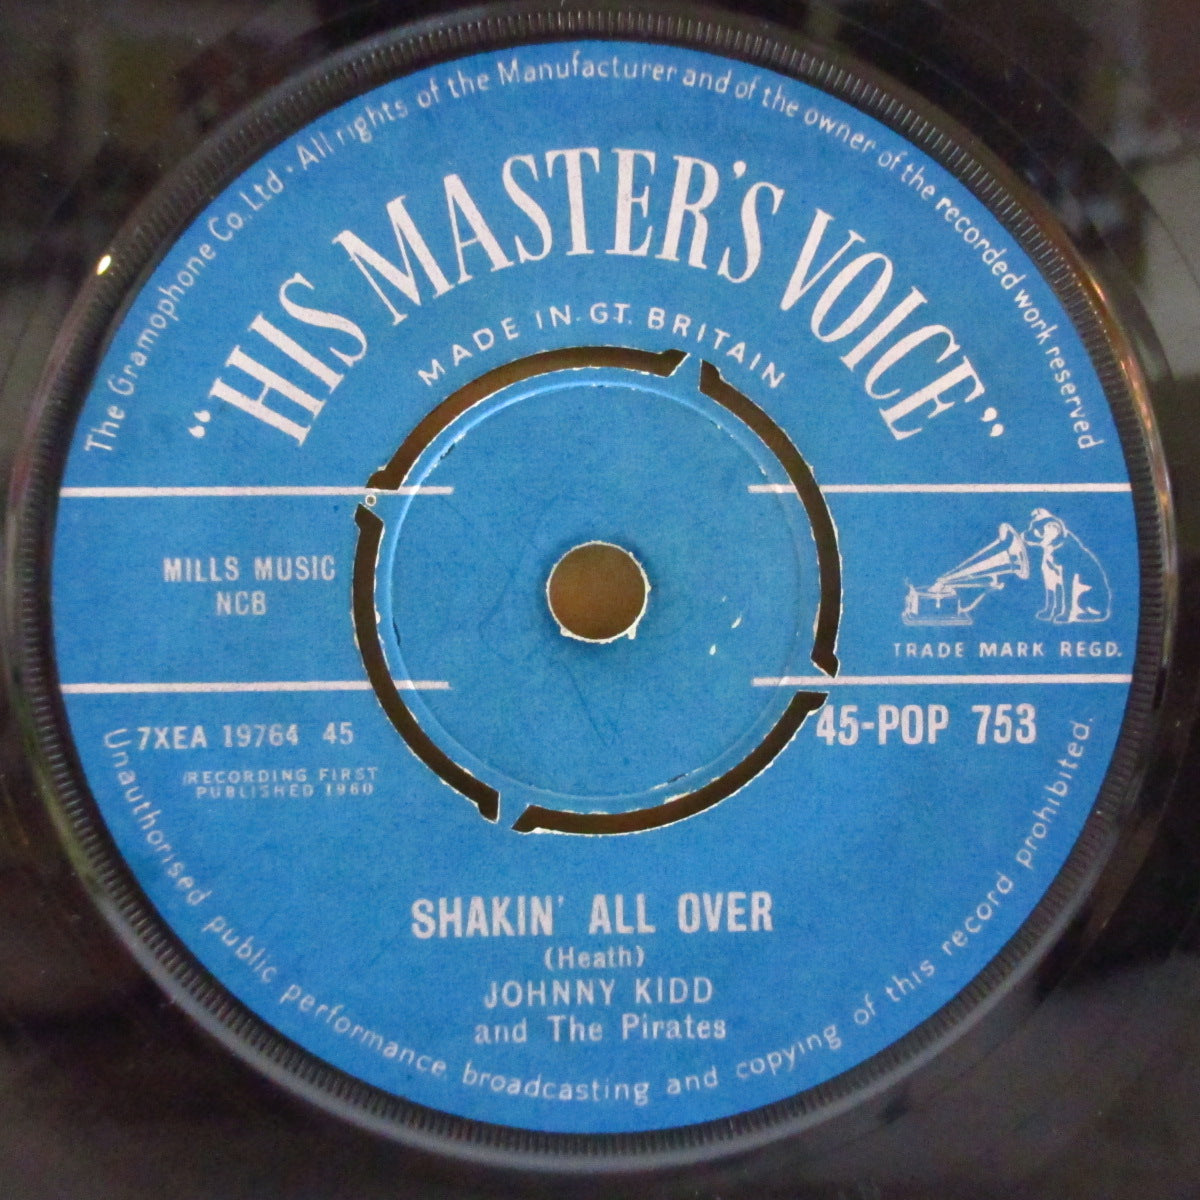 The Gramophone Co. Ltd · All rights of the Manufacturer and of the owner of the recorded work reserved
"HIS MASTER'S VOICE"
MADE IN GT. BRITAIN
MILLS MUSIC
NCB
TRADE MARK REGD.
7XEA 19764 45
45-POP 753
RECORDING FIRST
PUBLISHED 1960
SHAKIN' ALL OVER
(Heath)
JOHNNY KIDD
and The Pirates
Unauthorised public performance, broadcasting and copying of this record prohibited.